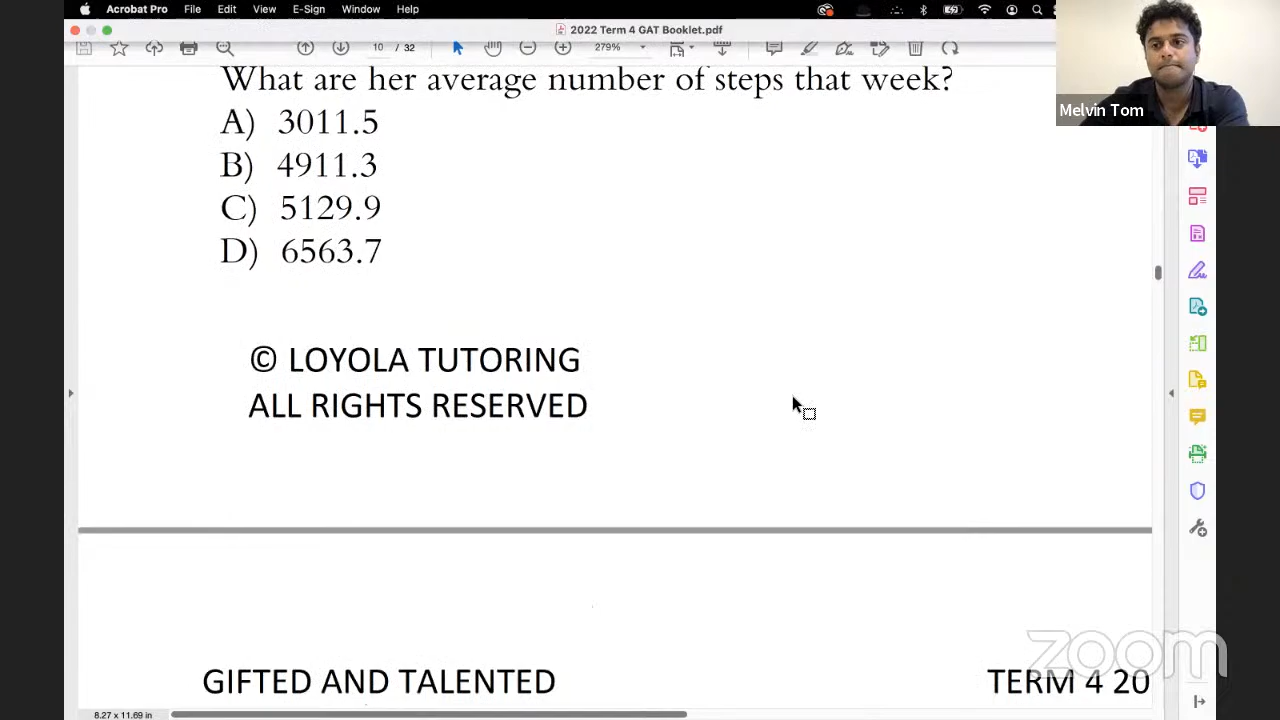 Acrobat Pro File Edit View E-Sign Window Help
2022 Term 4 GAT Booklet.pdf
10 / 32 279%
Melvin Tom
What are her average number of steps that week?
A) 3011.5
B) 4911.3
C) 5129.9
D) 6563.7
© LOYOLA TUTORING
ALL RIGHTS RESERVED
zoom
GIFTED AND TALENTED TERM 4 20
8.27 x 11.69 in